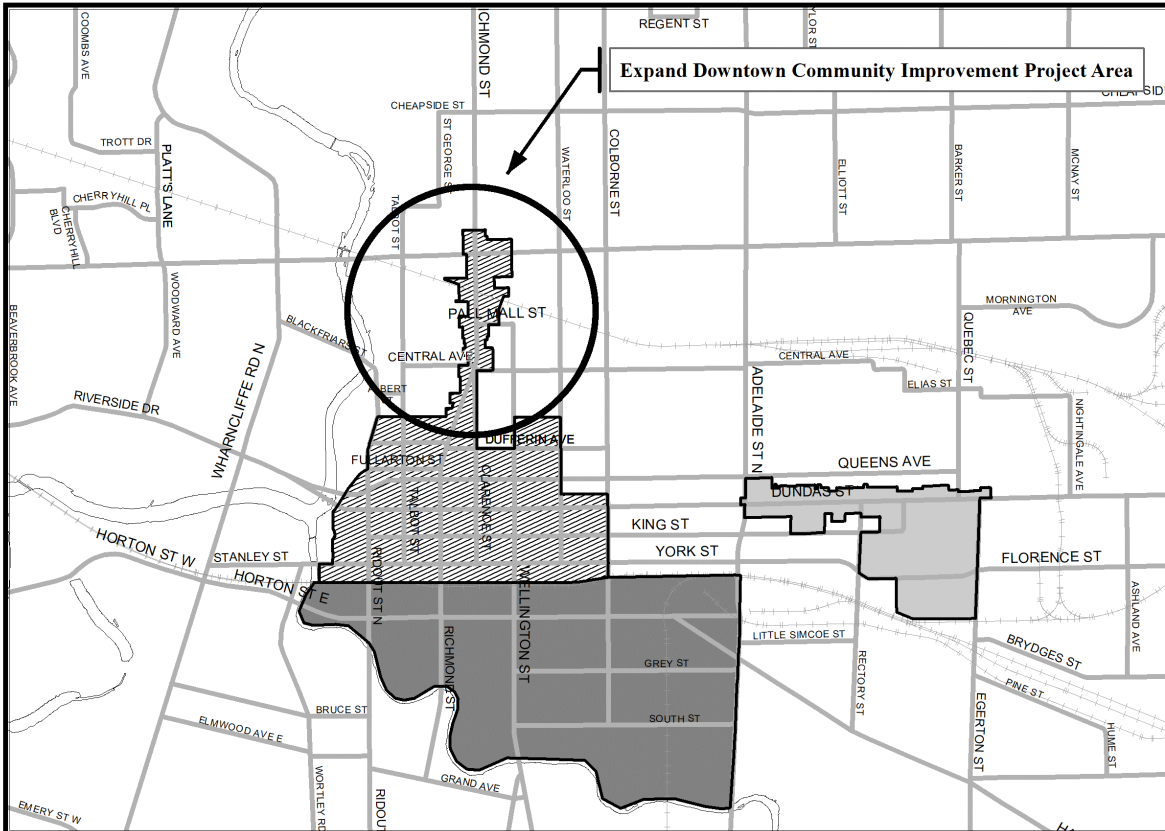 COOMBS AVE
ICHMOND ST
REGENT ST
YLOR ST
Expand Downtown Community Improvement Project Area
CHEAPSIDE ST
TROTT DR
PLATT'S LANE
ST GEORGE S
WATERLOO ST
COLBORNE ST
ELLIOTT ST
BARKER ST
MCNAY ST
CHERRYHILL PL
CHERRYHILL
BLVD
TALBOT ST
WOODWARD AVE
BEAVERBROOK AVE
BLACKFRIARS ST
PALL MALL ST
MORNINGTON
AVE
QUEBEC ST
CENTRAL AVE
CENTRAL AVE
ELIAS ST
ALBERT
ST
RIVERSIDE DR
WHARNCLIFFE RD N
ADELAIDE ST N
NIGHTINGALE AVE
DUFFERIN AVE
FULLARTON ST
CLARENCE ST
TALBOT ST
QUEENS AVE
DUNDAS ST
KING ST
YORK ST
HORTON ST W
STANLEY ST
HORTON ST E
RIDOUT ST N
WELLINGTON ST
FLORENCE ST
ASHLAND AVE
RICHMOND ST
LITTLE SIMCOE ST
RECTORY ST
BRYDGES ST
GREY ST
PINE ST
EGERTON ST
BRUCE ST
SOUTH ST
ELMWOOD AVE E
HUME ST
WORTLEY RD
RIDOUT
GRAND AVE
EMERY ST W